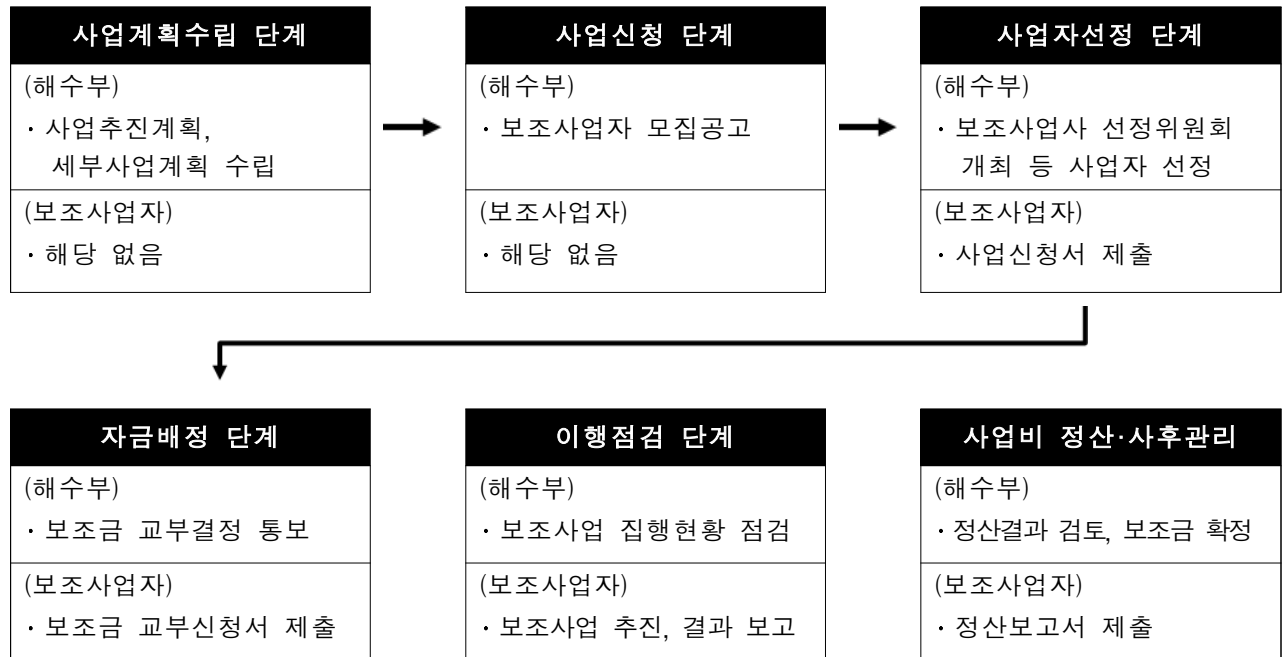 사업계획수립 단계
(해수부)
· 사업추진계획,
세부사업계획 수립
(보조사업자)
· 해당 없음
사업신청 단계
(해수부)
· 보조사업자 모집공고
(보조사업자)
· 해당 없음
사업자선정 단계
(해수부)
· 보조사업사 선정위원회
개최 등 사업자 선정
(보조사업자)
· 사업신청서 제출
자금배정 단계
(해수부)
· 보조금 교부결정 통보
(보조사업자)
· 보조금 교부신청서 제출
이행점검 단계
(해수부)
· 보조사업 집행현황 점검
(보조사업자)
· 보조사업 추진, 결과 보고
사업비 정산·사후관리
(해수부)
· 정산결과 검토, 보조금 확정
(보조사업자)
· 정산보고서 제출